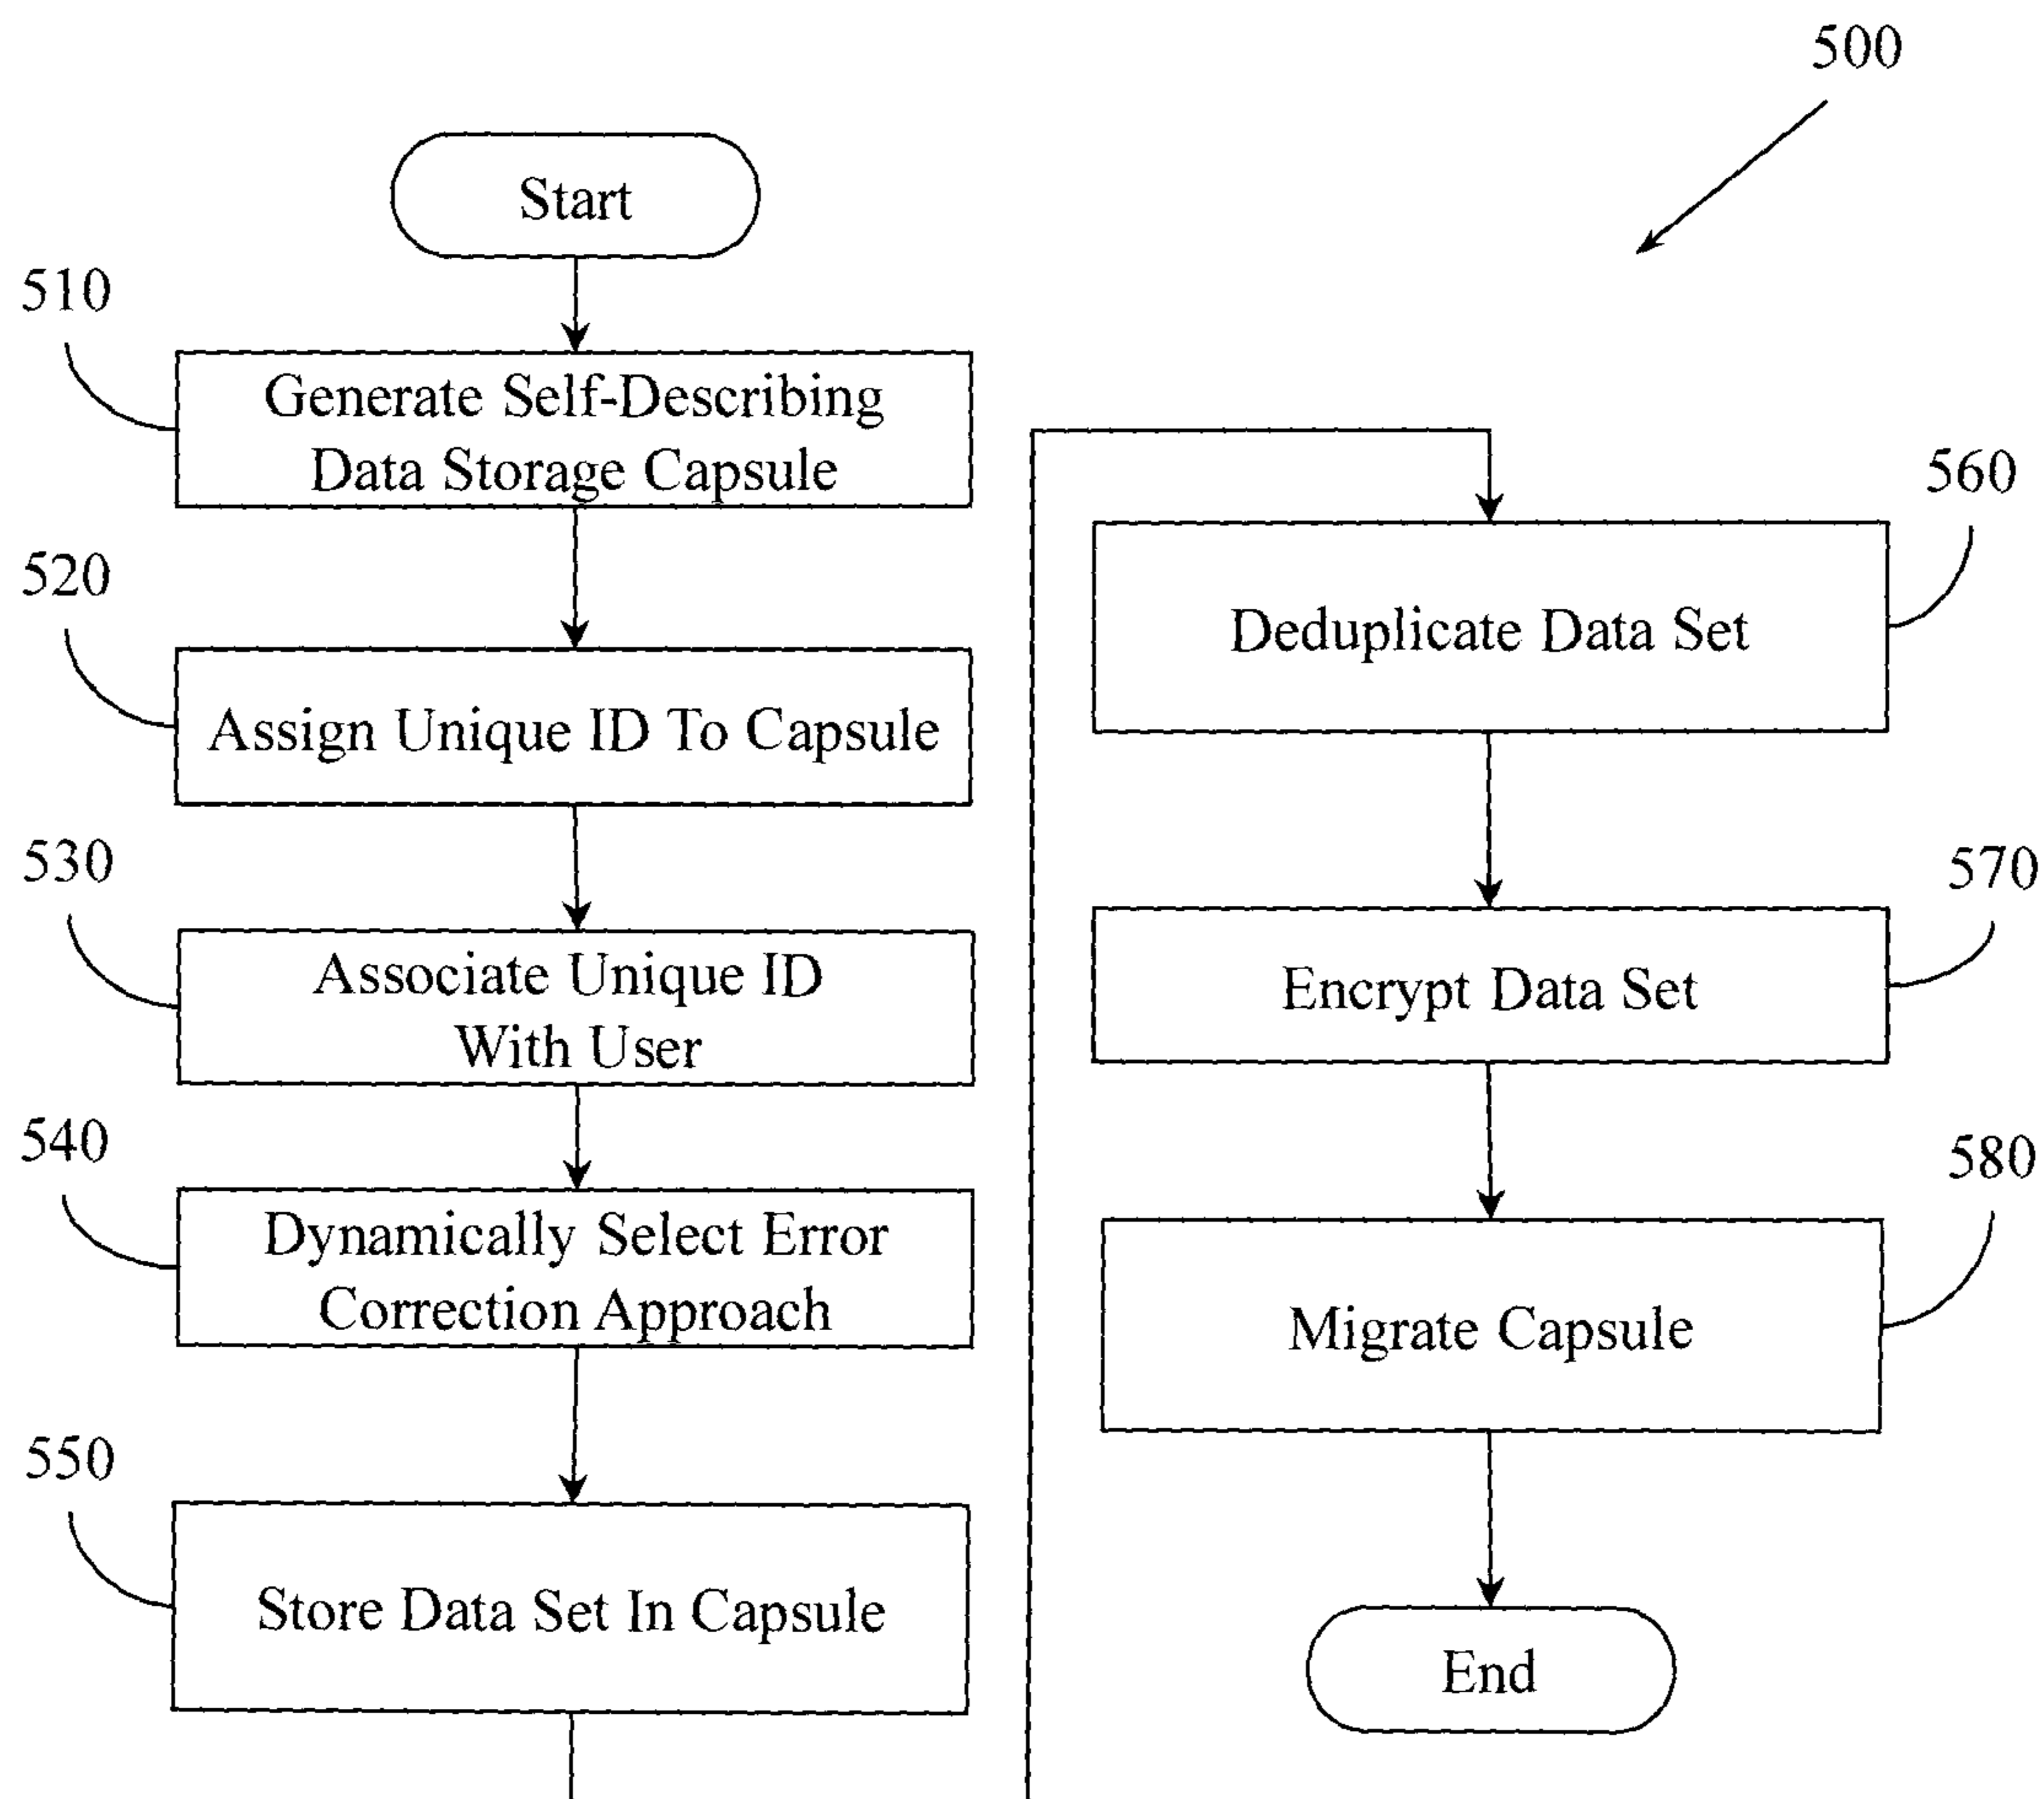 500
Start
510
Generate Self-Describing
Data Storage Capsule
520
Assign Unique ID To Capsule
530
Associate Unique ID
With User
540
Dynamically Select Error
Correction Approach
550
Store Data Set In Capsule
560
Deduplicate Data Set
570
Encrypt Data Set
580
Migrate Capsule
End